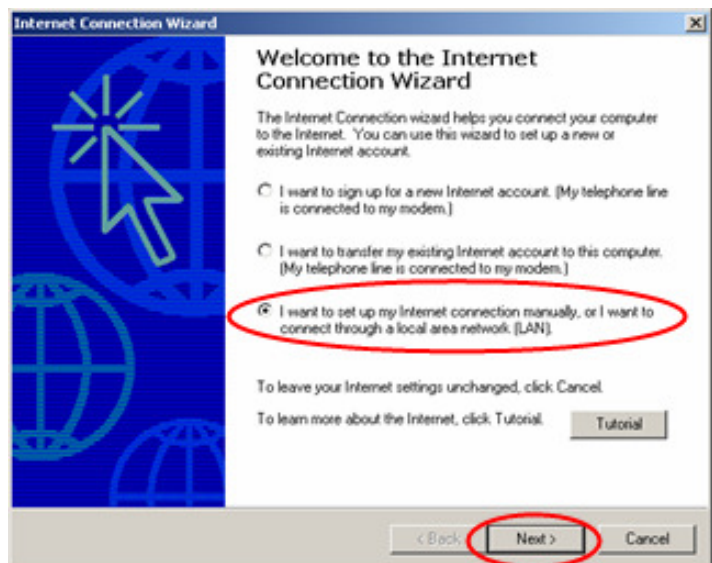 Internet Connection Wizard
Welcome to the Internet
Connection Wizard
The Internet Connection wizard helps you connect your computer
to the Internet. You can use this wizard to set up a new or
existing Internet account.
I want to sign up for a new Internet account. (My telephone line
is connected to my modem.)
I want to transfer my existing Internet account to this computer.
(My telephone line is connected to my modem.)
I want to set up my Internet connection manually, or I want to
connect through a local area network (LAN).
To leave your Internet settings unchanged, click Cancel.
To learn more about the Internet, click Tutorial.
Tutorial
< Back
Next >
Cancel